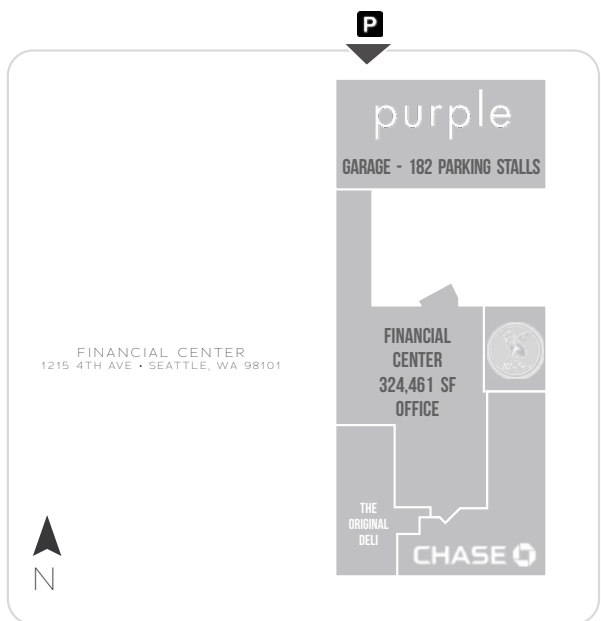 P
purple
GARAGE - 182 PARKING STALLS
FINANCIAL
CENTER
324,461 SF
OFFICE
FINANCIAL CENTER
1215 4TH AVE • SEATTLE, WA 98101
THE
ORIGINAL
DELI
CHASE
N